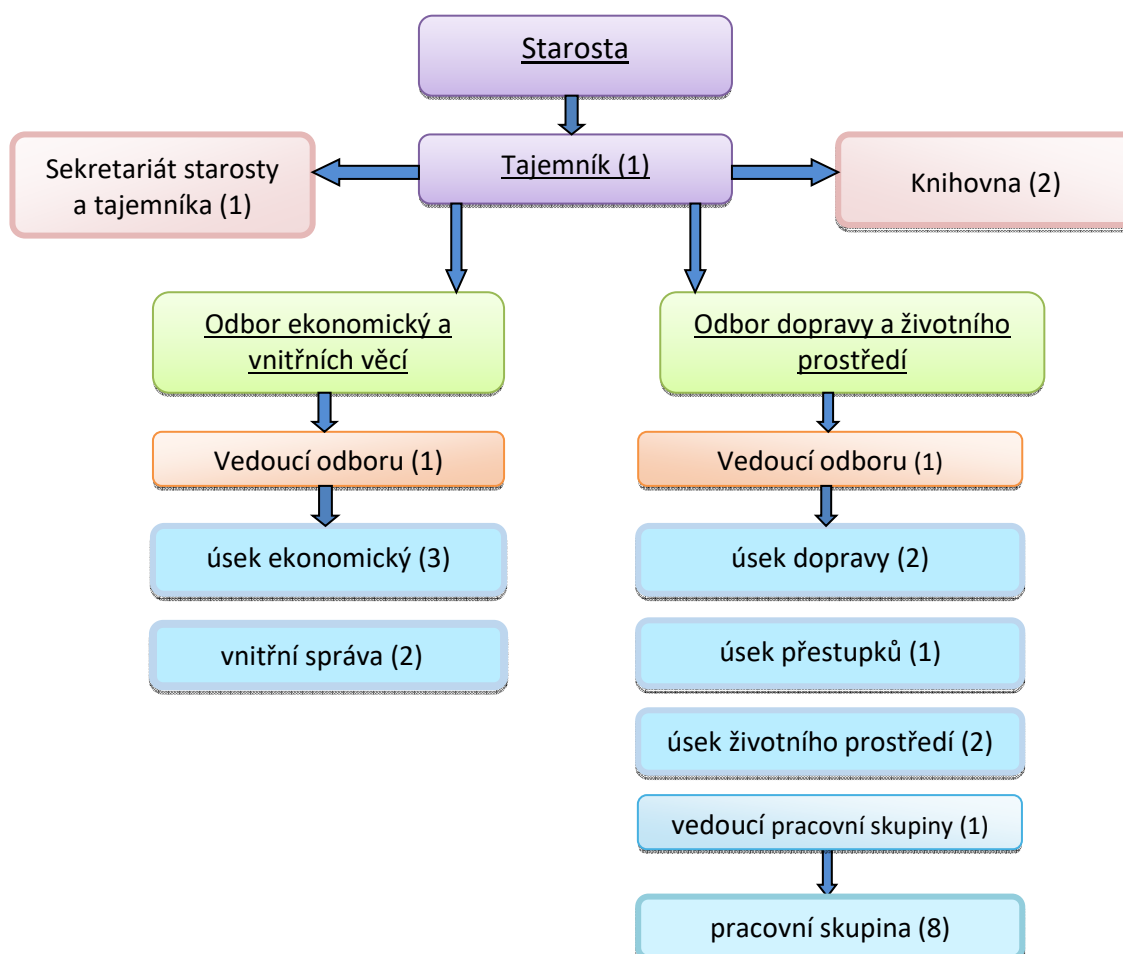 Starosta
Sekretariát starosty
a tajemníka (1)
Tajemník (1)
Knihovna (2)
Odbor ekonomický a
vnitřních věcí
Odbor dopravy a životního
prostředí
Vedoucí odboru (1)
Vedoucí odboru (1)
úsek ekonomický (3)
úsek dopravy (2)
vnitřní správa (2)
úsek přestupků (1)
úsek životního prostředí (2)
vedoucí pracovní skupiny (1)
pracovní skupina (8)